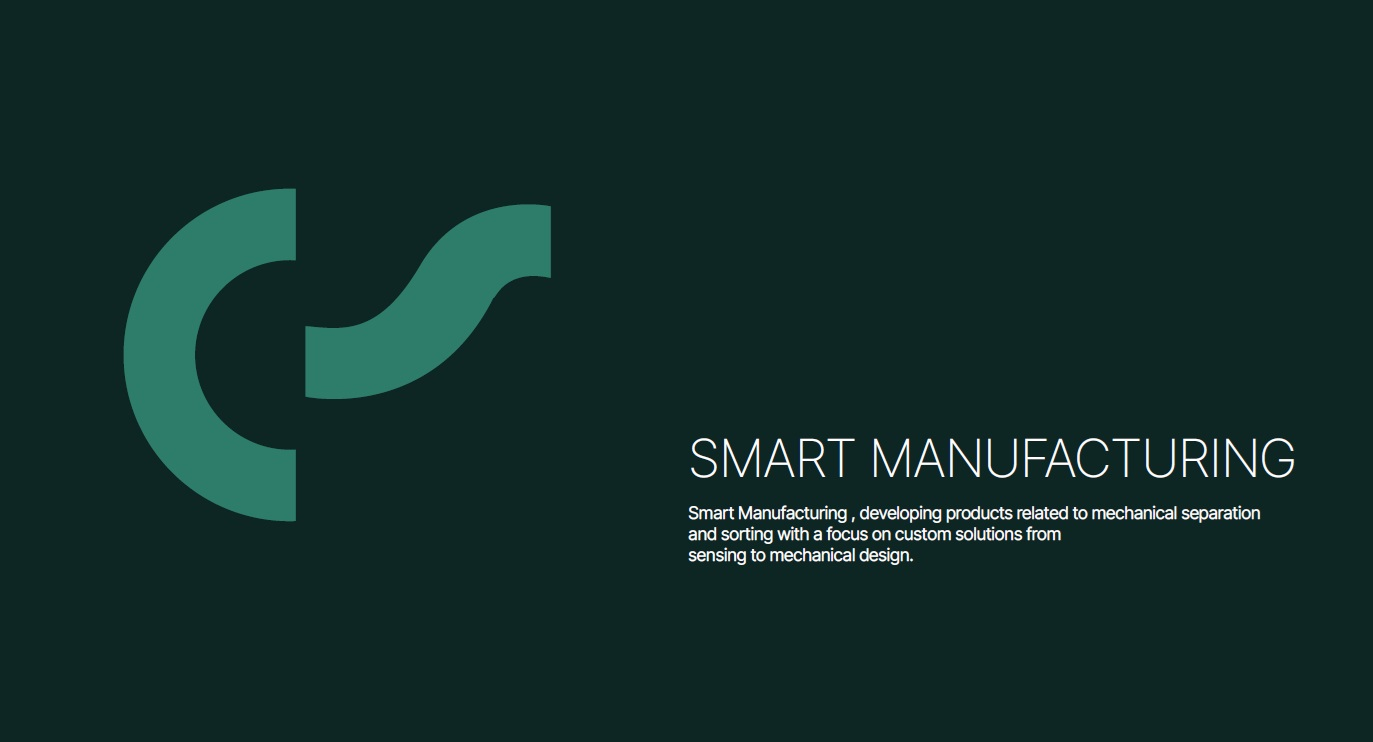 SMART MANUFACTURING
Smart Manufacturing , developing products related to mechanical separation
and sorting with a focus on custom solutions from
sensing to mechanical design.